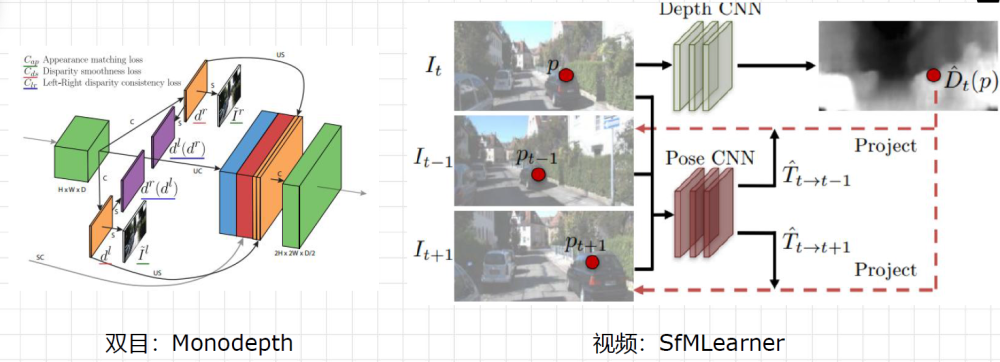 C_ap Appearance matching loss
C_ds Disparity smoothness loss
C_lr Left-Right disparity consistency loss
US
S
d^r
Ĩ^r
C
S
d^l(d^r)
H x W x D
UC
C
C
S
d^r(d^l)
S
d^l
Ĩ^l
SC
US
2H x 2W x D/2
双目：Monodepth
Depth CNN
I_t
p
D̂_t(p)
I_{t-1}
p_{t-1}
Pose CNN
Project
T̂_{t→t-1}
I_{t+1}
p_{t+1}
T̂_{t→t+1}
Project
视频：SfMLearner